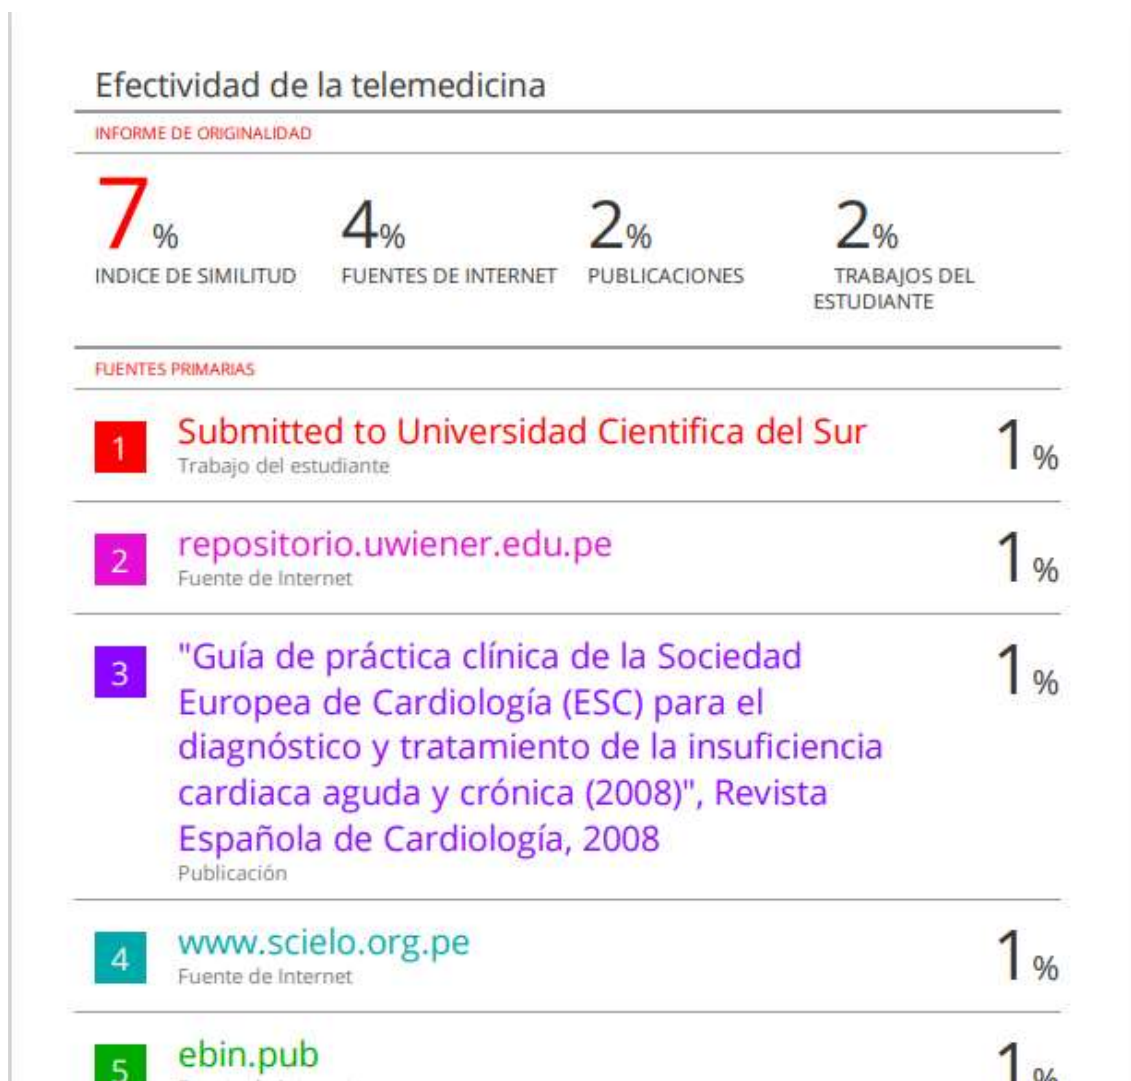 Efectividad de la telemedicina
INFORME DE ORIGINALIDAD
7%
4%
2%
2%
INDICE DE SIMILITUD
FUENTES DE INTERNET
PUBLICACIONES
TRABAJOS DEL
ESTUDIANTE
FUENTES PRIMARIAS
1
Submitted to Universidad Cientifica del Sur
1%
Trabajo del estudiante
2
repositorio.uwiener.edu.pe
1%
Fuente de Internet
3
"Guía de práctica clínica de la Sociedad
1%
Europea de Cardiología (ESC) para el
diagnóstico y tratamiento de la insuficiencia
cardiaca aguda y crónica (2008)", Revista
Española de Cardiología, 2008
Publicación
4
www.scielo.org.pe
1%
Fuente de Internet
5
ebin.pub
1%